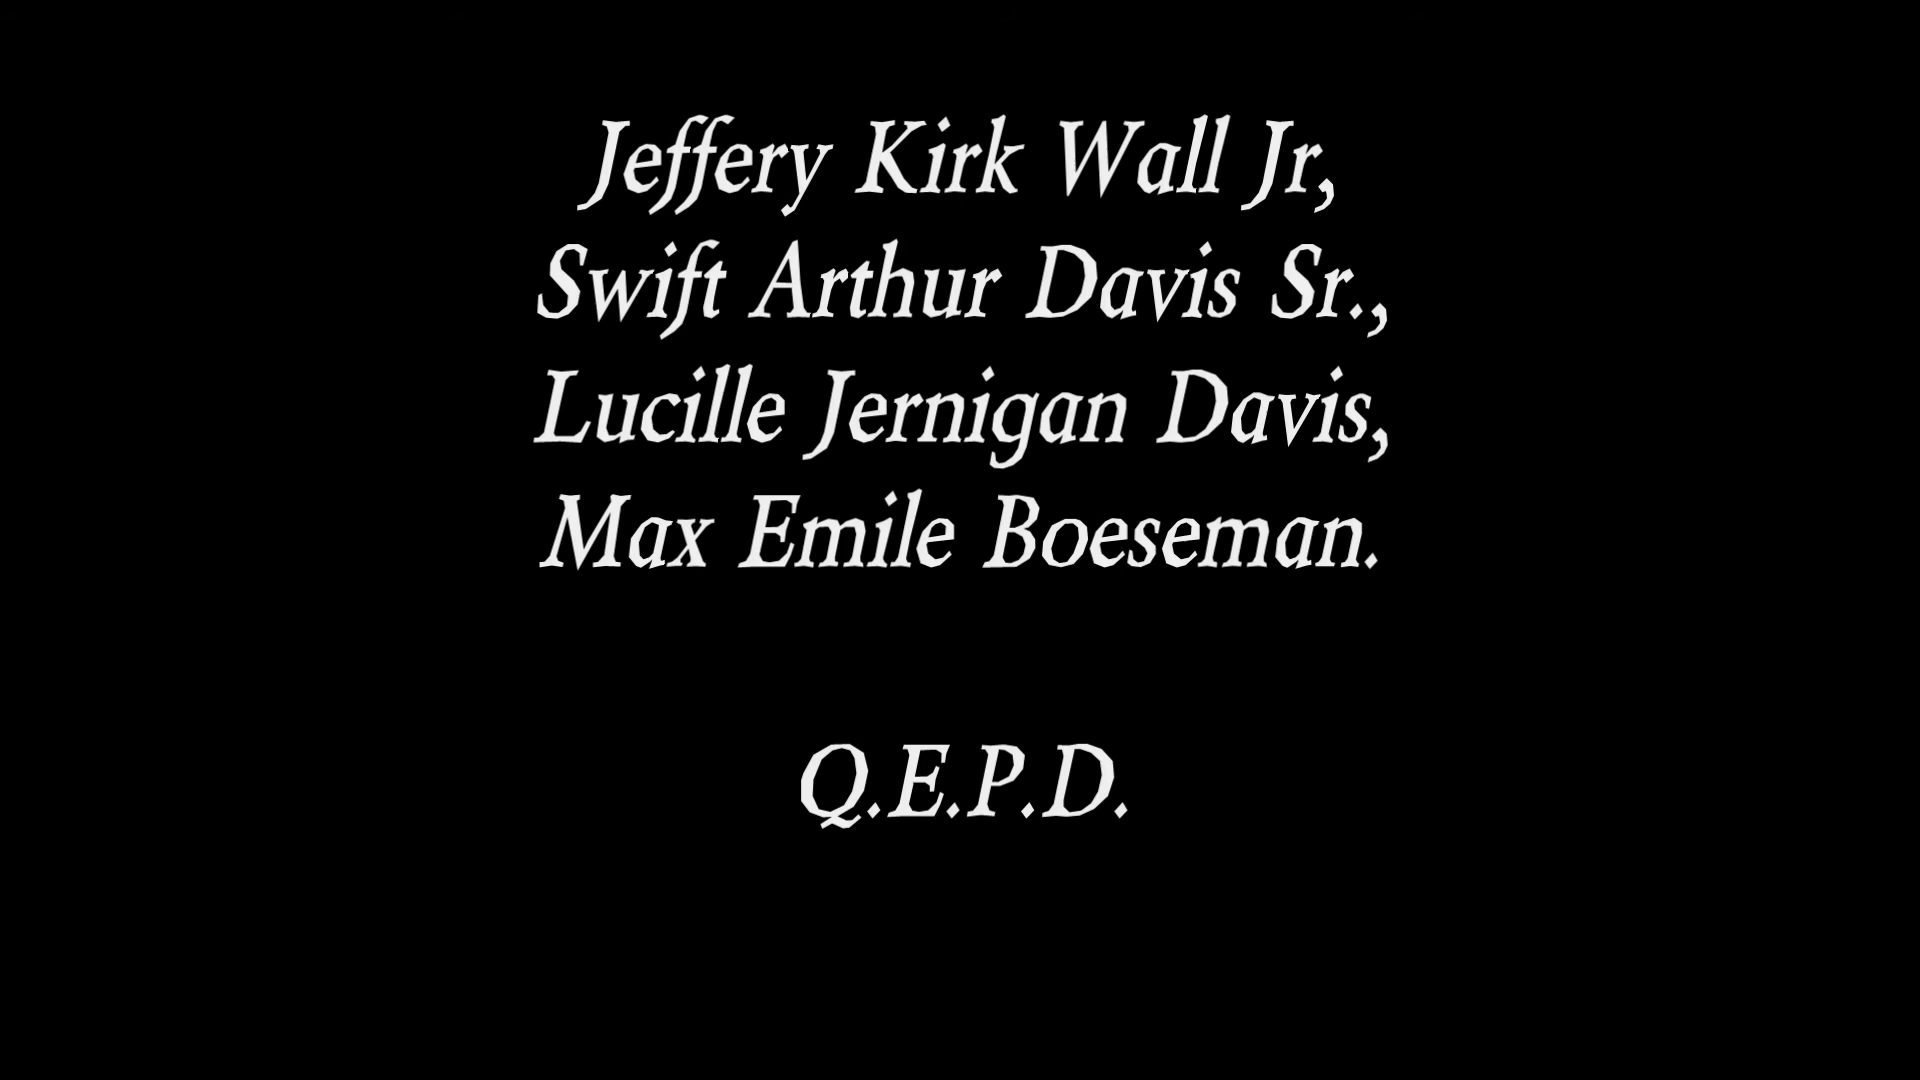 Jeffery Kirk Wall Jr,
Swift Arthur Davis Sr.,
Lucille Jernigan Davis,
Max Emile Boeseman.
Q.E.P.D.